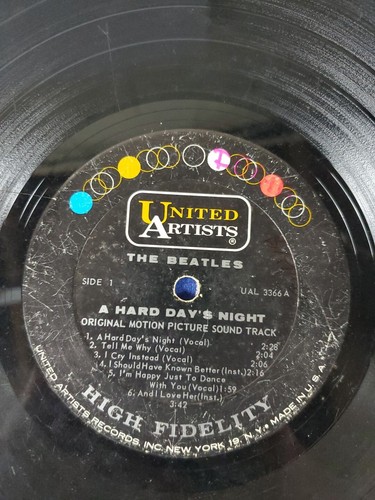 UNITED
ARTISTS®
THE BEATLES
SIDE 1
UAL 3366 A
A HARD DAY'$ NIGHT
ORIGINAL MOTION PICTURE SOUND TRACK
1. A Hard Day's Night (Vocal) 2:28
2. Tell Me Why (Vocal) 2:04
3. I Cry Instead (Vocal) 2:06
4. I Should Have Known Better (Inst.) 2:16
5. I'm Happy Just To Dance
With You (Vocal) 1:59
6. And I Love Her (Inst.)
3:42
HIGH FIDELITY
UNITED ARTISTS RECORDS, INC. NEW YORK 19, N.Y. • MADE IN U.S.A.